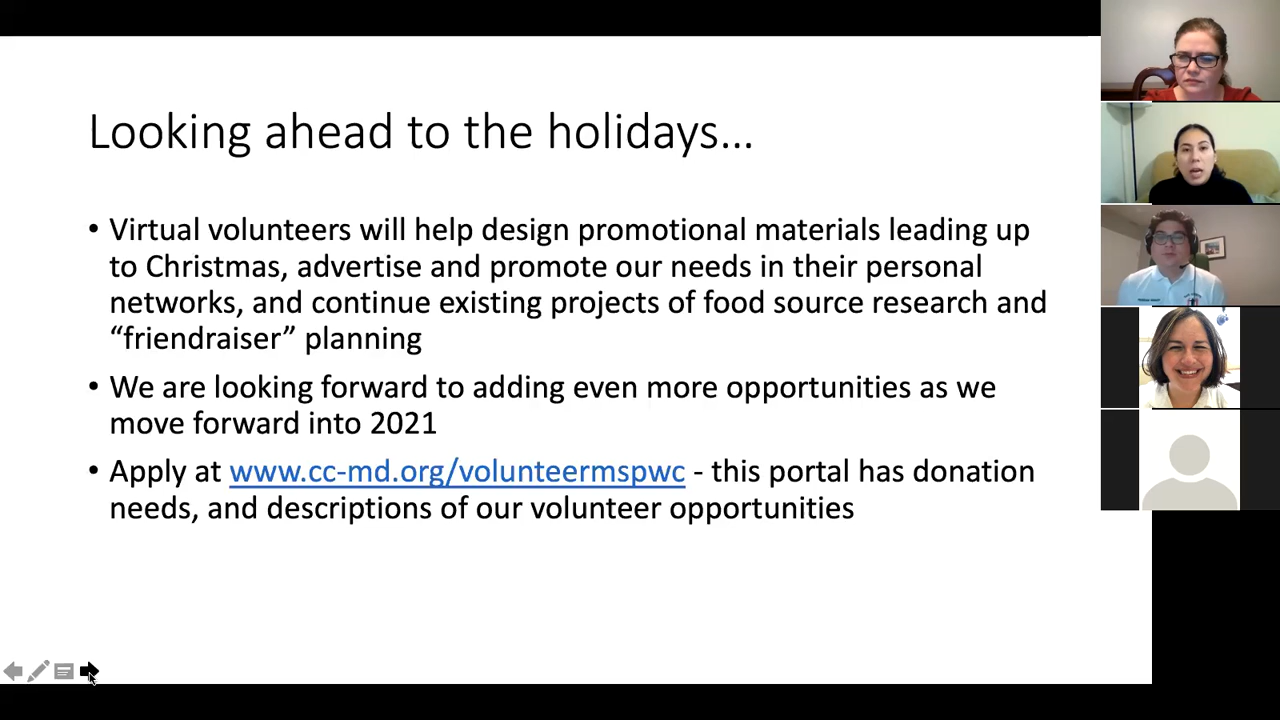 Looking ahead to the holidays...
• Virtual volunteers will help design promotional materials leading up
to Christmas, advertise and promote our needs in their personal
networks, and continue existing projects of food source research and
“friendraiser” planning
• We are looking forward to adding even more opportunities as we
move forward into 2021
• Apply at www.cc-md.org/volunteermspwc - this portal has donation
needs, and descriptions of our volunteer opportunities